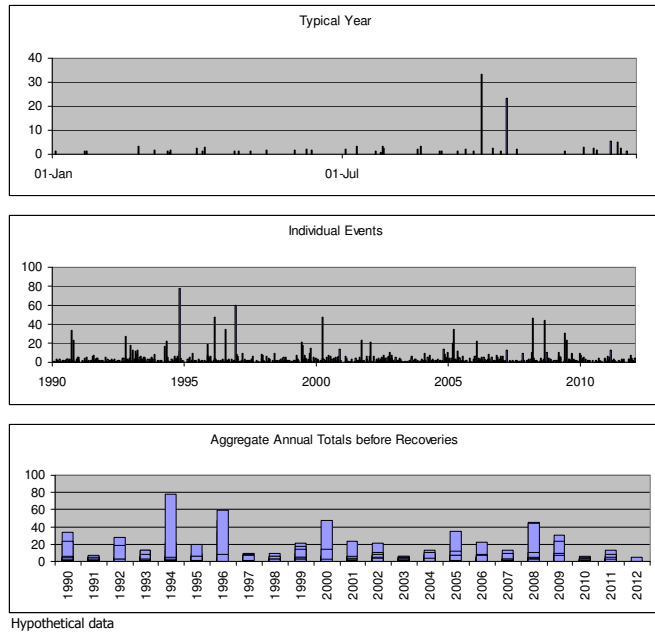 Typical Year
40
30
20
10
0
01-Jan 01-Jul
Individual Events
100
80
60
40
20
0
1990 1995 2000 2005 2010
Aggregate Annual Totals before Recoveries
100
80
60
40
20
0
1990 1991 1992 1993 1994 1995 1996 1997 1998 1999 2000 2001 2002 2003 2004 2005 2006 2007 2008 2009 2010 2011 2012
Hypothetical data